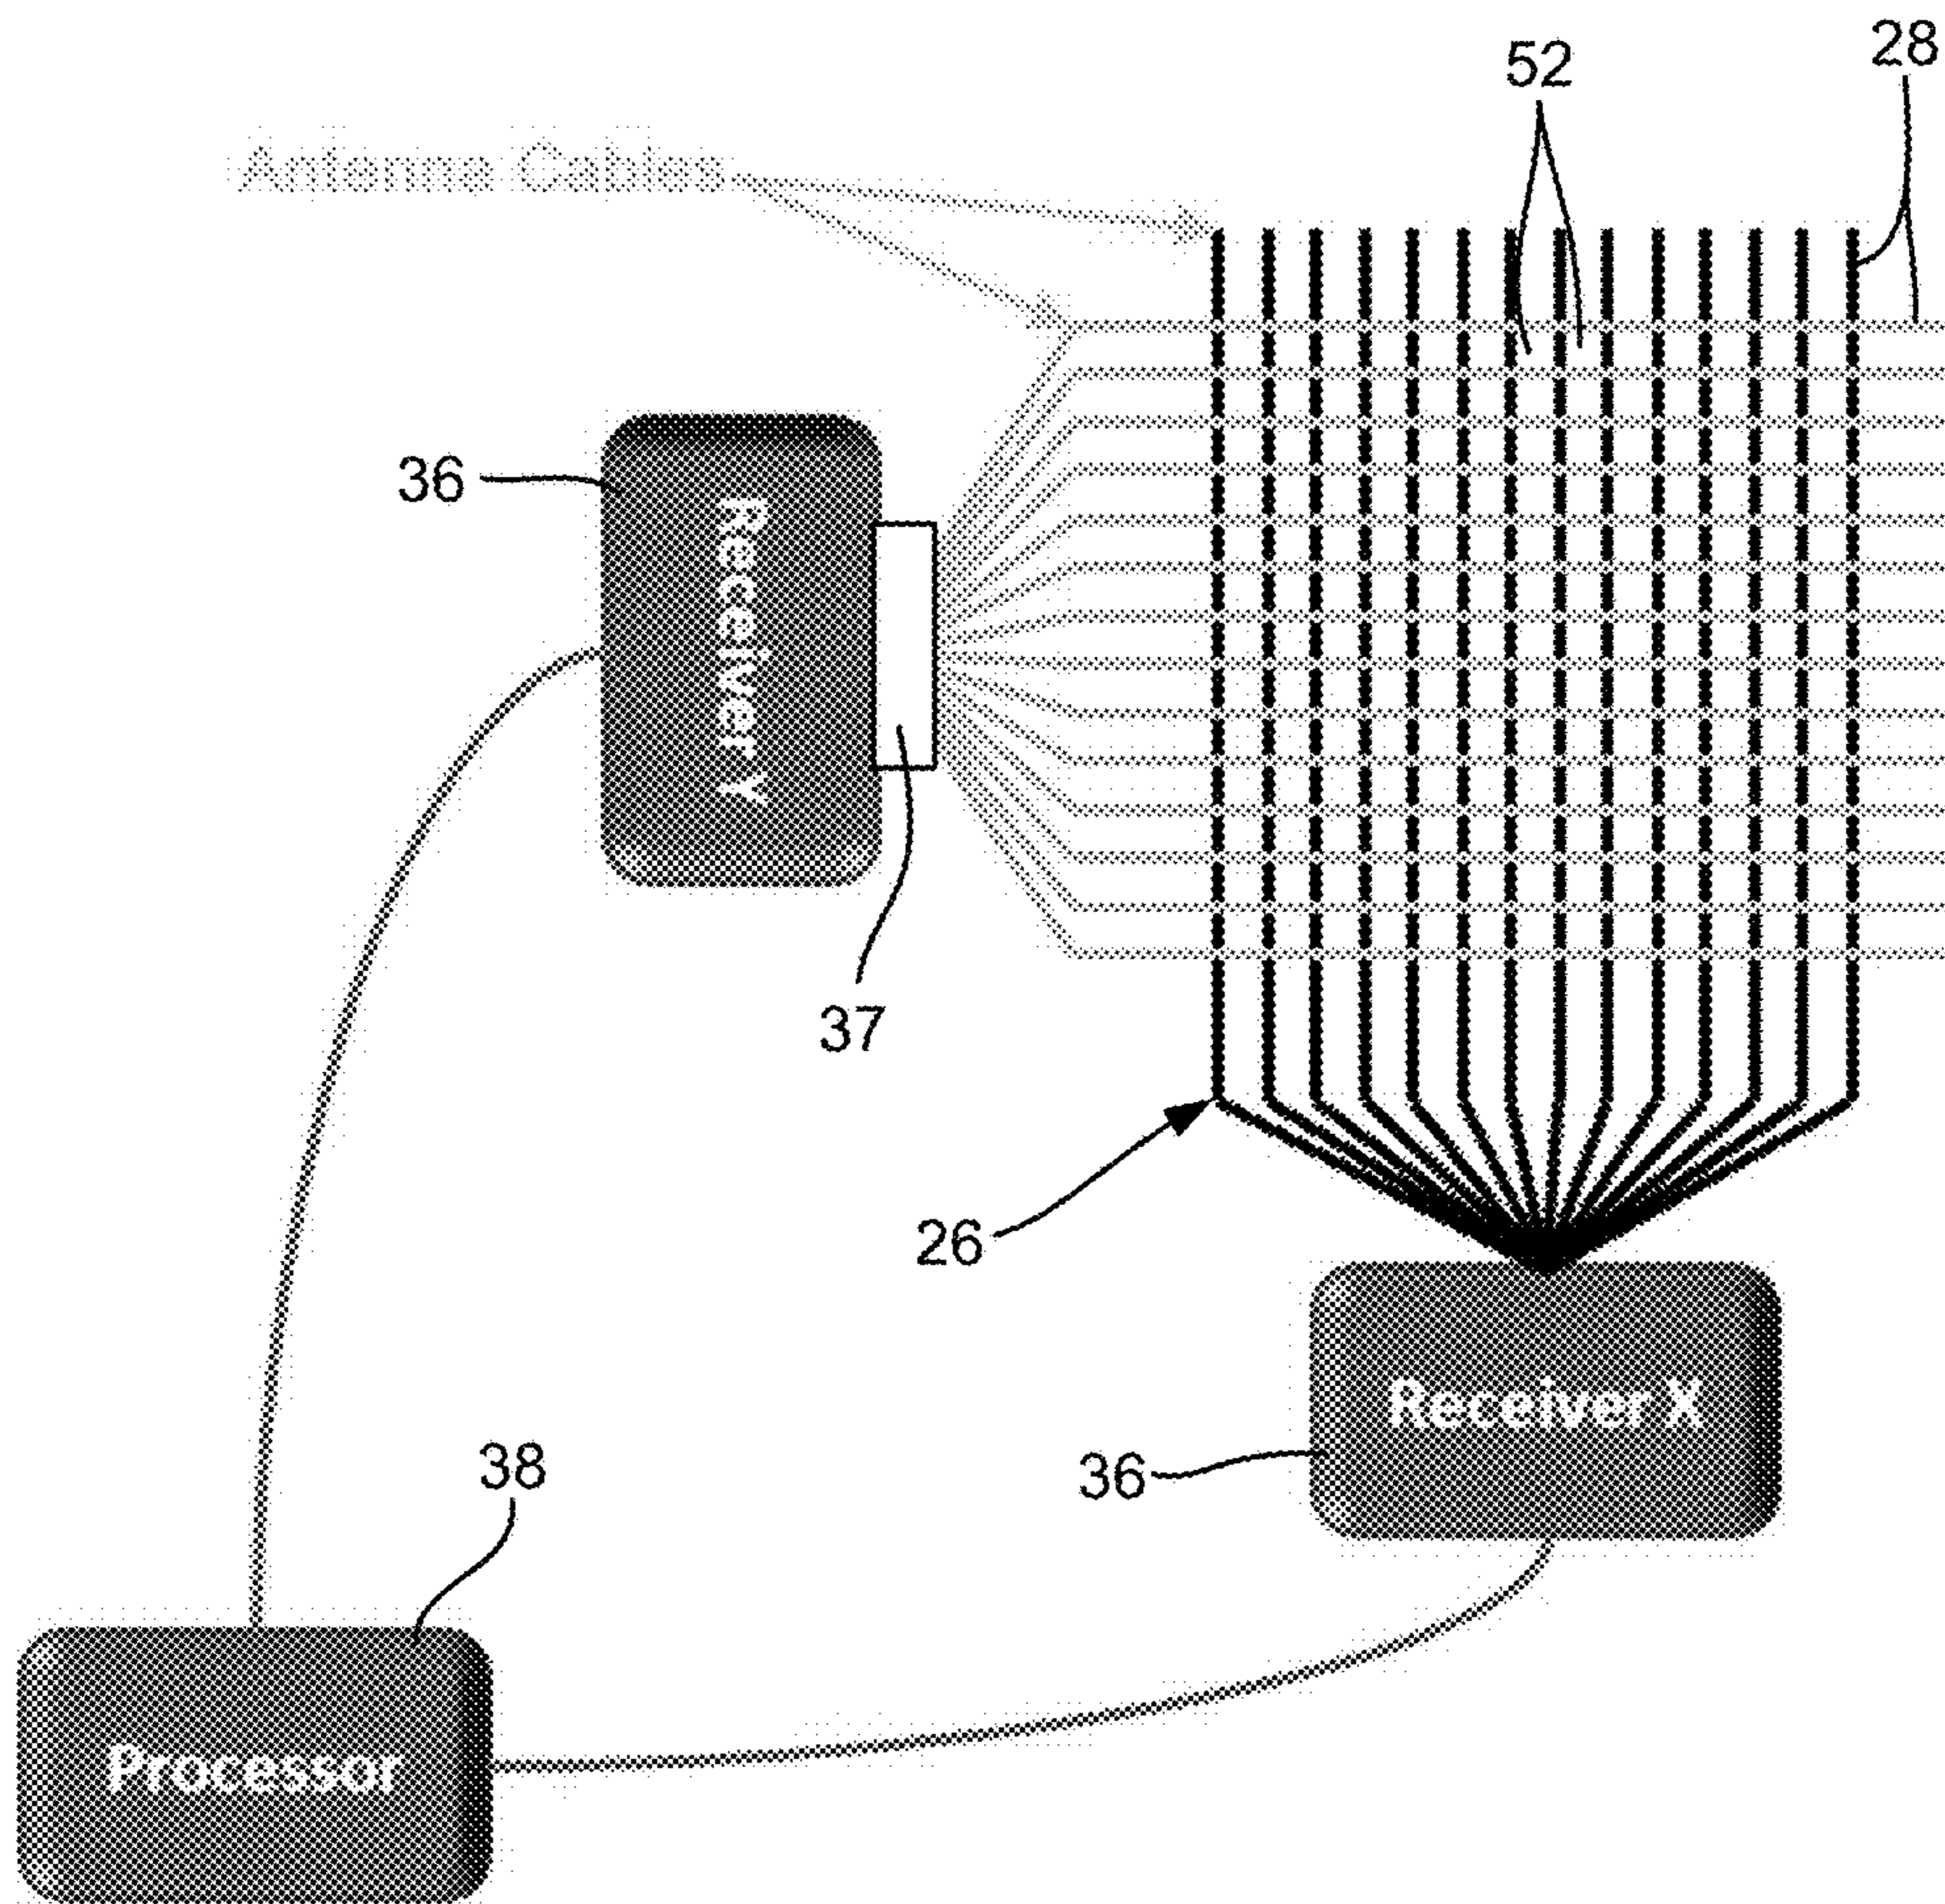 28
52
Antenna Cables
36
Receiver Y
37
26
Receiver X
36
38
Processor